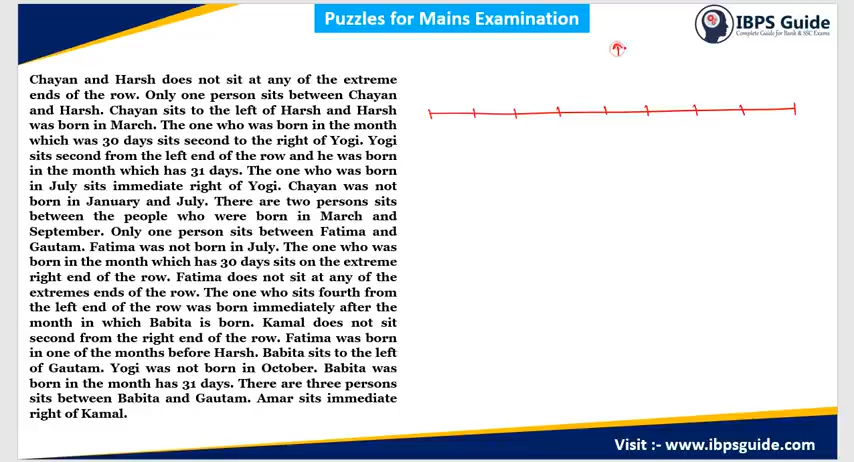 Puzzles for Mains Examination
IBPS Guide
Complete Guide for Bank & SSC Exams
Chayan and Harsh does not sit at any of the extreme
ends of the row. Only one person sits between Chayan
and Harsh. Chayan sits to the left of Harsh and Harsh
was born in March. The one who was born in the month
which was 30 days sits second to the right of Yogi. Yogi
sits second from the left end of the row and he was born
in the month which has 31 days. The one who was born
in July sits immediate right of Yogi. Chayan was not
born in January and July. There are two persons sits
between the people who were born in March and
September. Only one person sits between Fatima and
Gautam. Fatima was not born in July. The one who was
born in the month which has 30 days sits on the extreme
right end of the row. Fatima does not sit at any of the
extremes ends of the row. The one who sits fourth from
the left end of the row was born immediately after the
month in which Babita is born. Kamal does not sit
second from the right end of the row. Fatima was born
in one of the months before Harsh. Babita sits to the left
of Gautam. Yogi was not born in October. Babita was
born in the month has 31 days. There are three persons
sits between Babita and Gautam. Amar sits immediate
right of Kamal.
Visit :- www.ibpsguide.com